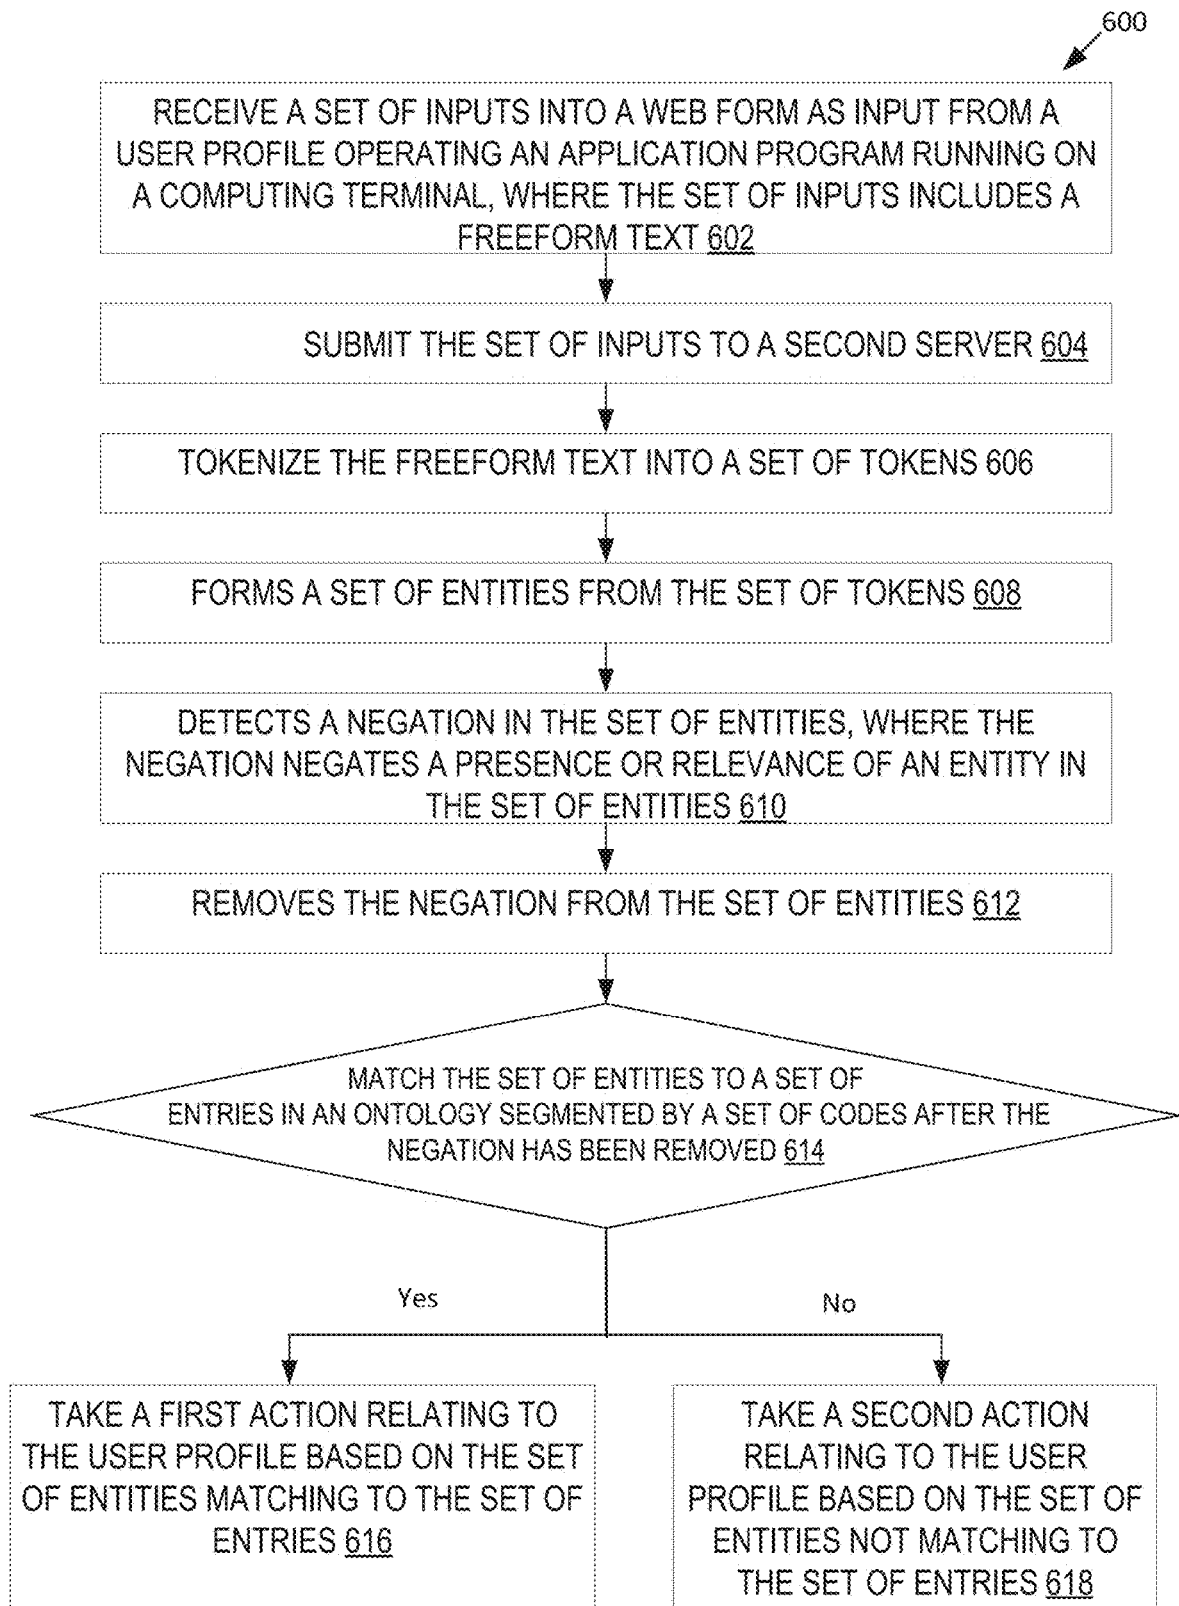 600
RECEIVE A SET OF INPUTS INTO A WEB FORM AS INPUT FROM A
USER PROFILE OPERATING AN APPLICATION PROGRAM RUNNING ON
A COMPUTING TERMINAL, WHERE THE SET OF INPUTS INCLUDES A
FREEFORM TEXT 602
SUBMIT THE SET OF INPUTS TO A SECOND SERVER 604
TOKENIZE THE FREEFORM TEXT INTO A SET OF TOKENS 606
FORMS A SET OF ENTITIES FROM THE SET OF TOKENS 608
DETECTS A NEGATION IN THE SET OF ENTITIES, WHERE THE
NEGATION NEGATES A PRESENCE OR RELEVANCE OF AN ENTITY IN
THE SET OF ENTITIES 610
REMOVES THE NEGATION FROM THE SET OF ENTITIES 612
MATCH THE SET OF ENTITIES TO A SET OF
ENTRIES IN AN ONTOLOGY SEGMENTED BY A SET OF CODES AFTER THE
NEGATION HAS BEEN REMOVED 614
Yes
No
TAKE A FIRST ACTION RELATING TO
THE USER PROFILE BASED ON THE SET
OF ENTITIES MATCHING TO THE SET OF
ENTRIES 616
TAKE A SECOND ACTION
RELATING TO THE USER
PROFILE BASED ON THE SET OF
ENTITIES NOT MATCHING TO
THE SET OF ENTRIES 618